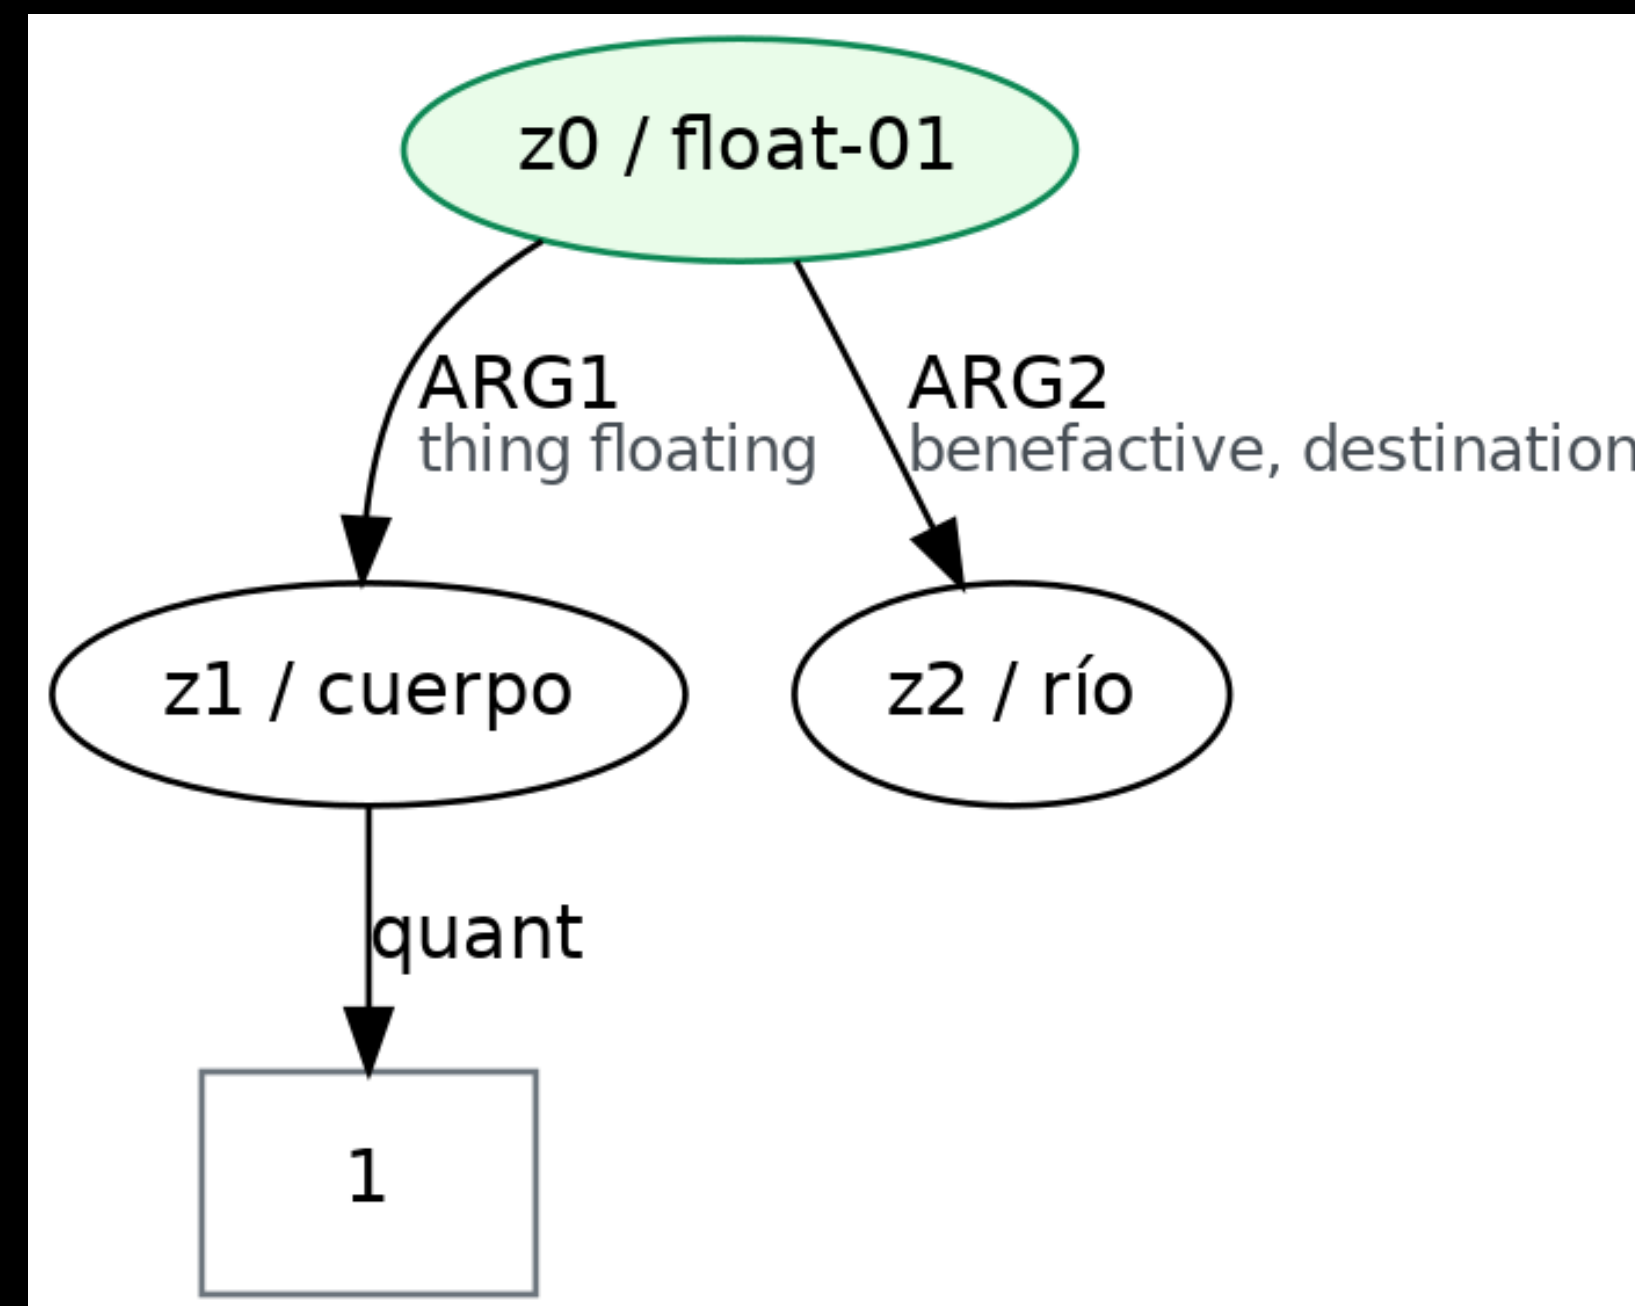 z0 / float-01
ARG1
thing floating
ARG2
benefactive, destination
z1 / cuerpo
z2 / río
quant
1